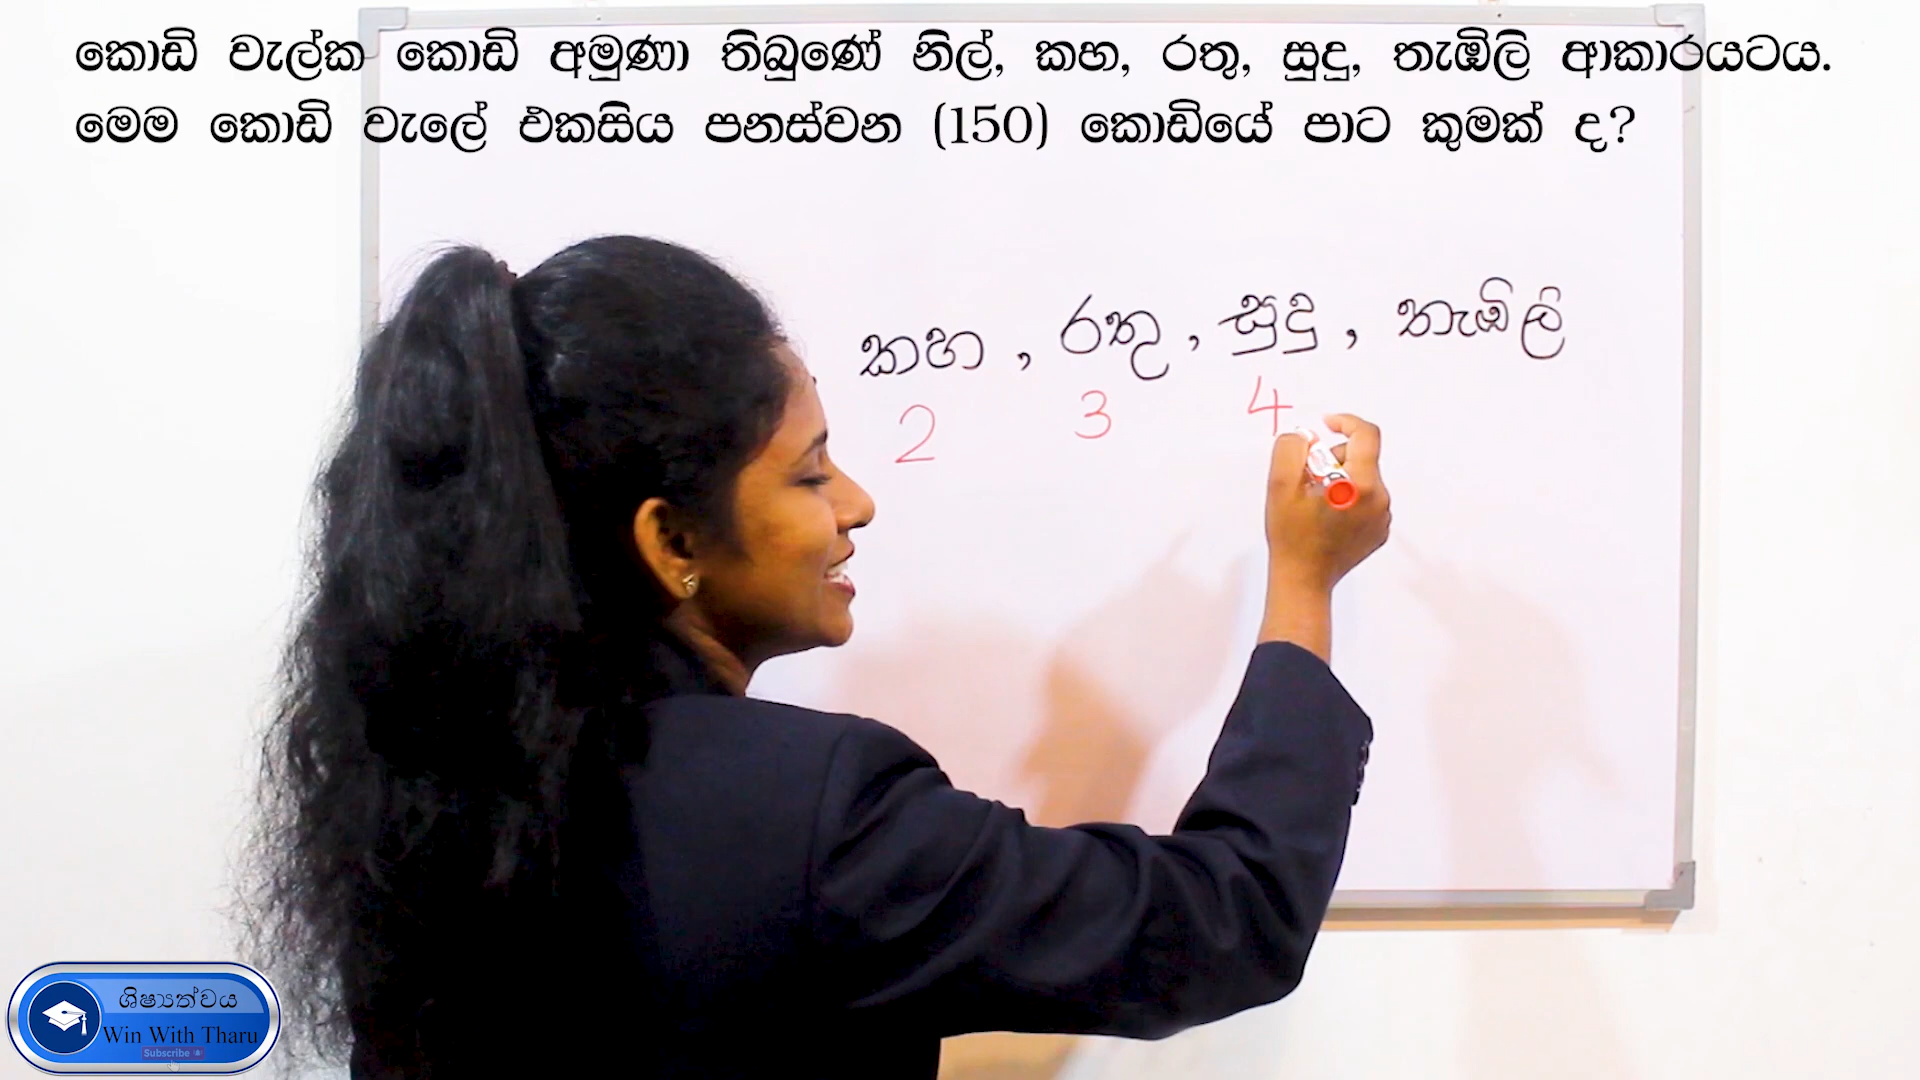 කොඩි වැල්ක කොඩි අමුණා තිබුණේ නිල්, කහ, රතු, සුදු, තැඹිලි ආකාරයටය.
මෙම කොඩි වැලේ එකසිය පනස්වන (150) කොඩියේ පාට කුමක් ද?
කහ , රතු , සුදු , තැඹිලි
2 3 4
ශිෂ්‍යත්වය
Win With Tharu
Subscribe